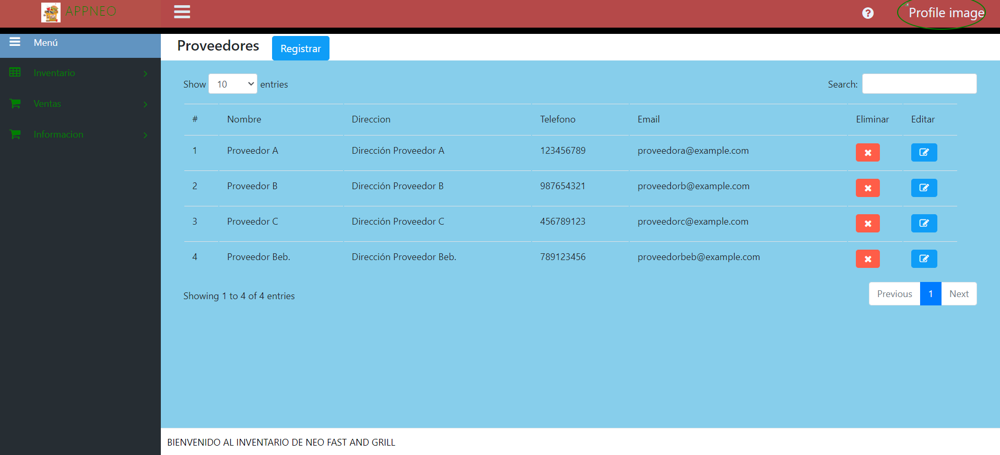 APPNEO
Profile image
Menú
Proveedores Registrar
Inventario
Ventas
Informacion
Show 10 entries Search:
# Nombre Direccion Telefono Email Eliminar Editar
1 Proveedor A Dirección Proveedor A 123456789 proveedora@example.com
2 Proveedor B Dirección Proveedor B 987654321 proveedorb@example.com
3 Proveedor C Dirección Proveedor C 456789123 proveedorc@example.com
4 Proveedor Beb. Dirección Proveedor Beb. 789123456 proveedorbeb@example.com
Showing 1 to 4 of 4 entries
Previous 1 Next
BIENVENIDO AL INVENTARIO DE NEO FAST AND GRILL